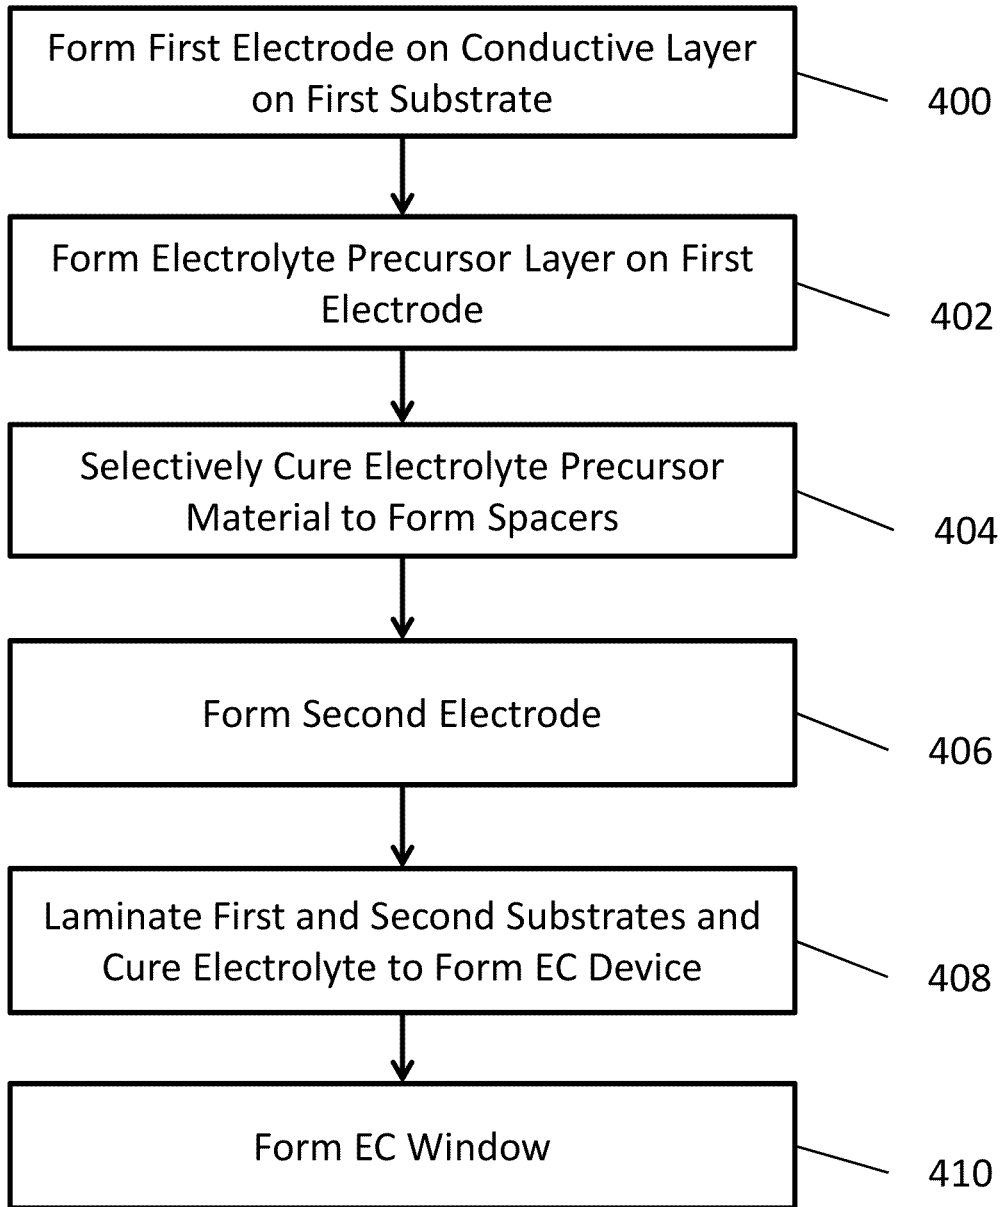 Form First Electrode on Conductive Layer
on First Substrate
400
Form Electrolyte Precursor Layer on First
Electrode
402
Selectively Cure Electrolyte Precursor
Material to Form Spacers
404
Form Second Electrode
406
Laminate First and Second Substrates and
Cure Electrolyte to Form EC Device
408
Form EC Window
410